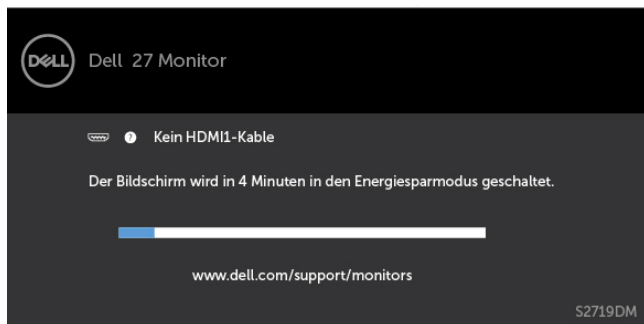 DELL
Dell 27 Monitor
? Kein HDMI1-Kable
Der Bildschirm wird in 4 Minuten in den Energiesparmodus geschaltet.
www.dell.com/support/monitors
S2719DM